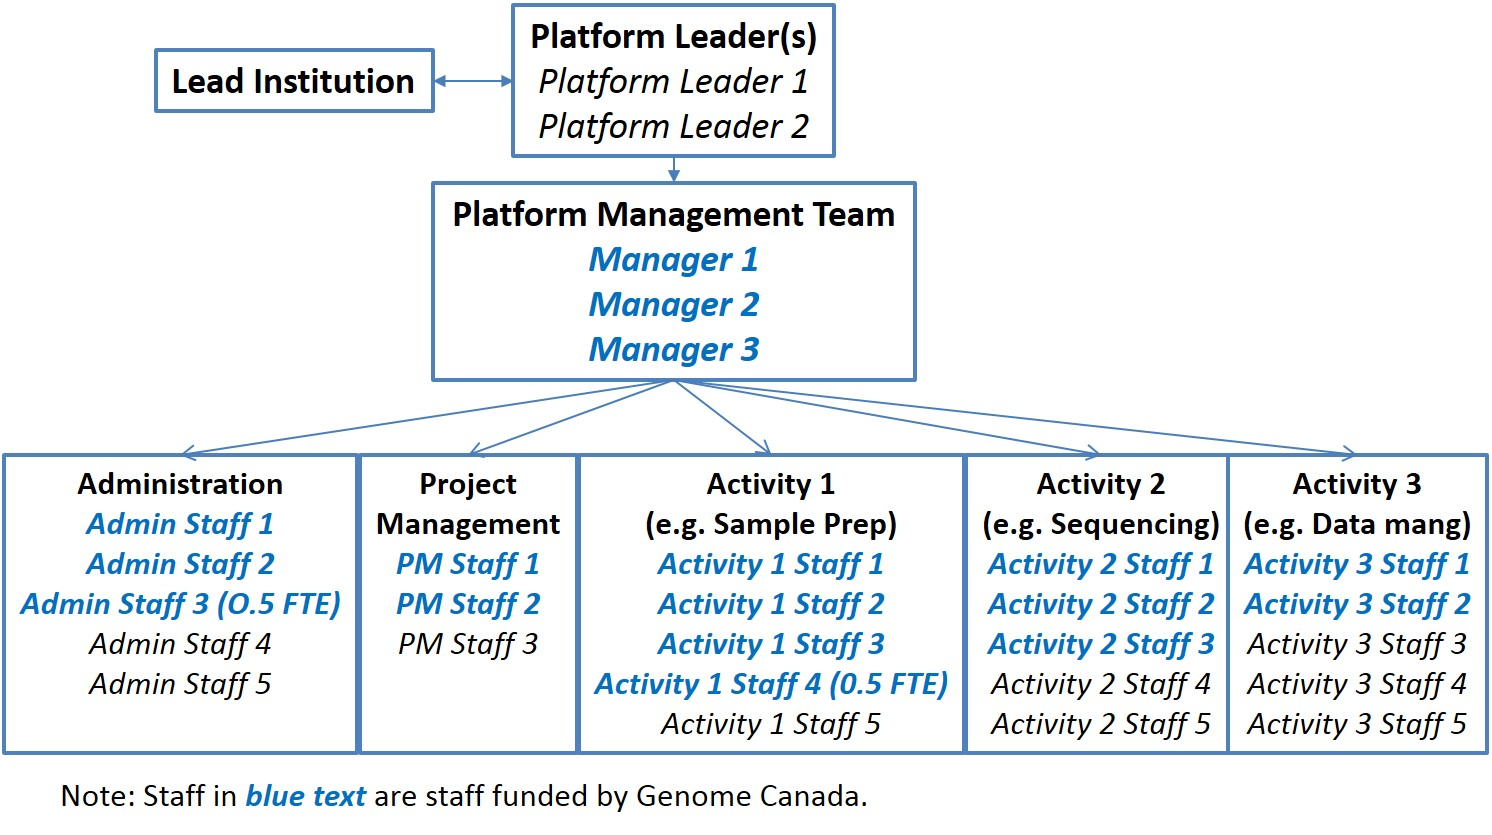 Platform Leader(s)
Platform Leader 1
Platform Leader 2
Lead Institution
Platform Management Team
Manager 1
Manager 2
Manager 3
Administration
Admin Staff 1
Admin Staff 2
Admin Staff 3 (O.5 FTE)
Admin Staff 4
Admin Staff 5
Project
Management
PM Staff 1
PM Staff 2
PM Staff 3
Activity 1
(e.g. Sample Prep)
Activity 1 Staff 1
Activity 1 Staff 2
Activity 1 Staff 3
Activity 1 Staff 4 (0.5 FTE)
Activity 1 Staff 5
Activity 2
(e.g. Sequencing)
Activity 2 Staff 1
Activity 2 Staff 2
Activity 2 Staff 3
Activity 2 Staff 4
Activity 2 Staff 5
Activity 3
(e.g. Data mang)
Activity 3 Staff 1
Activity 3 Staff 2
Activity 3 Staff 3
Activity 3 Staff 4
Activity 3 Staff 5
Note: Staff in blue text are staff funded by Genome Canada.